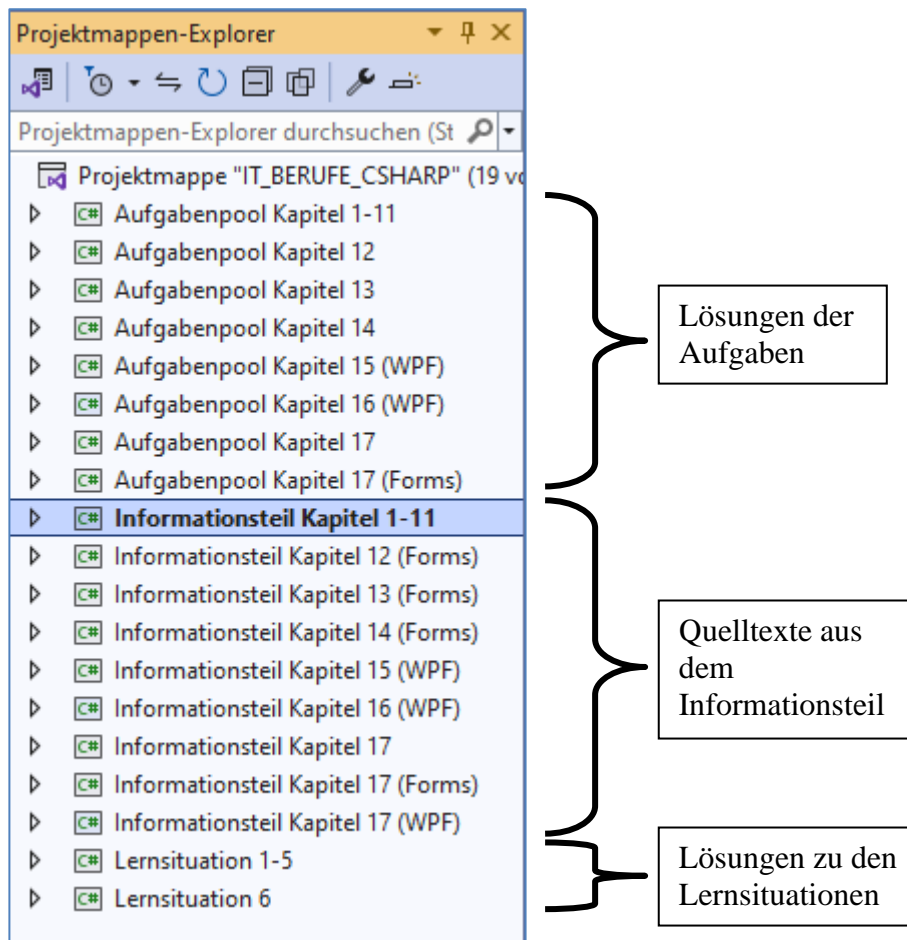 Projektmappen-Explorer
Projektmappen-Explorer durchsuchen (St
Projektmappe "IT_BERUFE_CSHARP" (19 vo
C# Aufgabenpool Kapitel 1-11
C# Aufgabenpool Kapitel 12
C# Aufgabenpool Kapitel 13
C# Aufgabenpool Kapitel 14
C# Aufgabenpool Kapitel 15 (WPF)
C# Aufgabenpool Kapitel 16 (WPF)
C# Aufgabenpool Kapitel 17
C# Aufgabenpool Kapitel 17 (Forms)
C# Informationsteil Kapitel 1-11
C# Informationsteil Kapitel 12 (Forms)
C# Informationsteil Kapitel 13 (Forms)
C# Informationsteil Kapitel 14 (Forms)
C# Informationsteil Kapitel 15 (WPF)
C# Informationsteil Kapitel 16 (WPF)
C# Informationsteil Kapitel 17
C# Informationsteil Kapitel 17 (Forms)
C# Informationsteil Kapitel 17 (WPF)
C# Lernsituation 1-5
C# Lernsituation 6
Lösungen der
Aufgaben
Quelltexte aus
dem
Informationsteil
Lösungen zu den
Lernsituationen